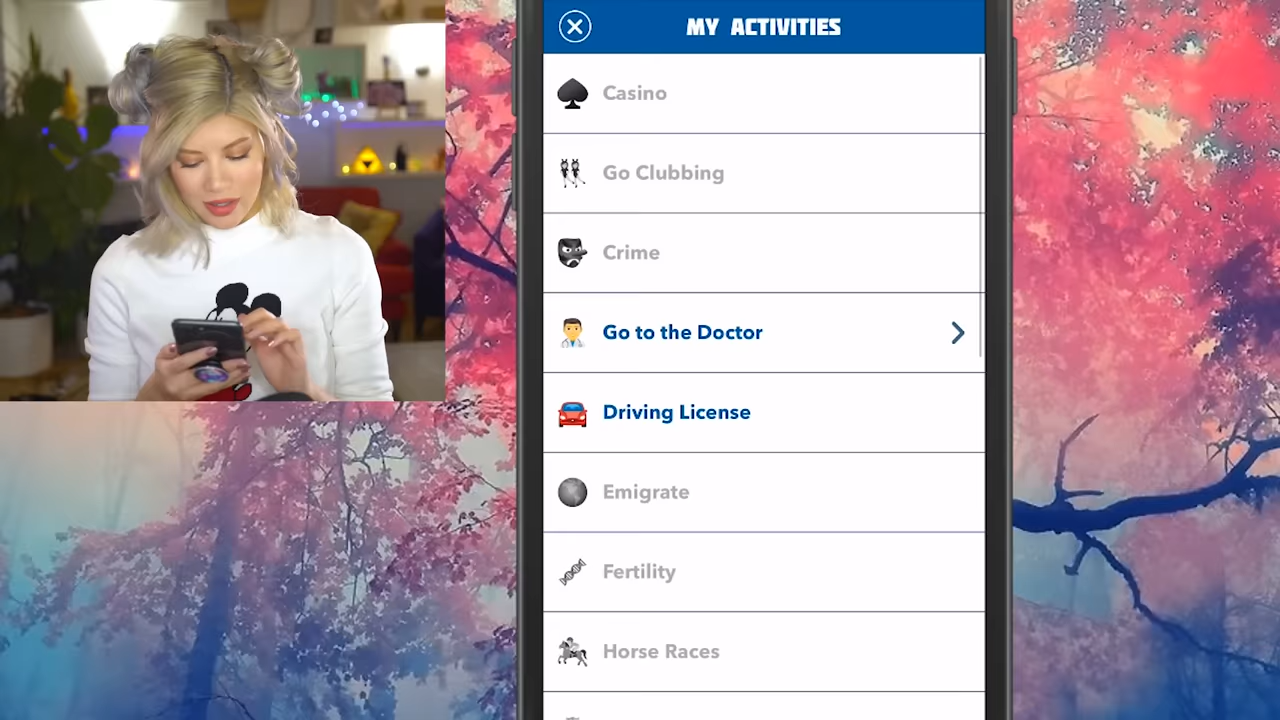 MY ACTIVITIES
Casino
Go Clubbing
Crime
Go to the Doctor
Driving License
Emigrate
Fertility
Horse Races